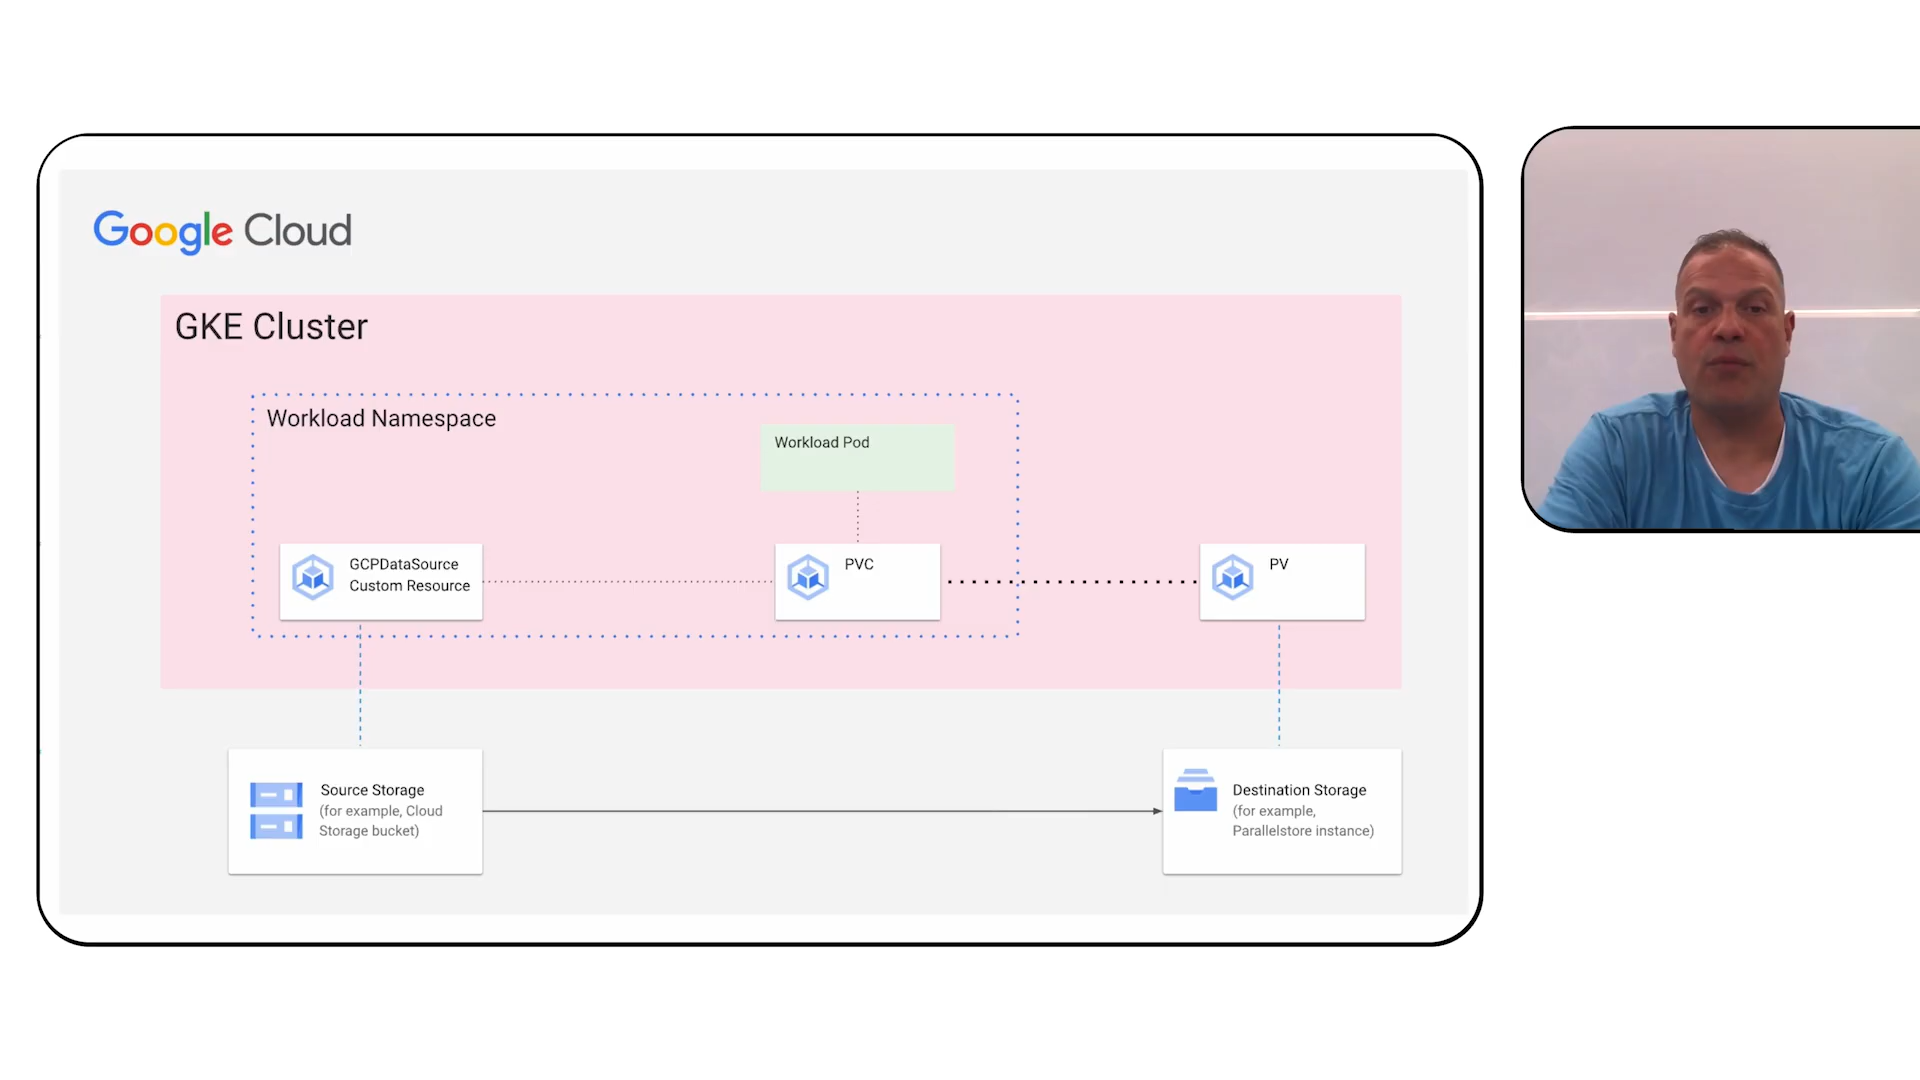 Google Cloud
GKE Cluster
Workload Namespace
Workload Pod
GCPDataSource
Custom Resource
PVC
PV
Source Storage
(for example, Cloud
Storage bucket)
Destination Storage
(for example,
Parallelstore instance)